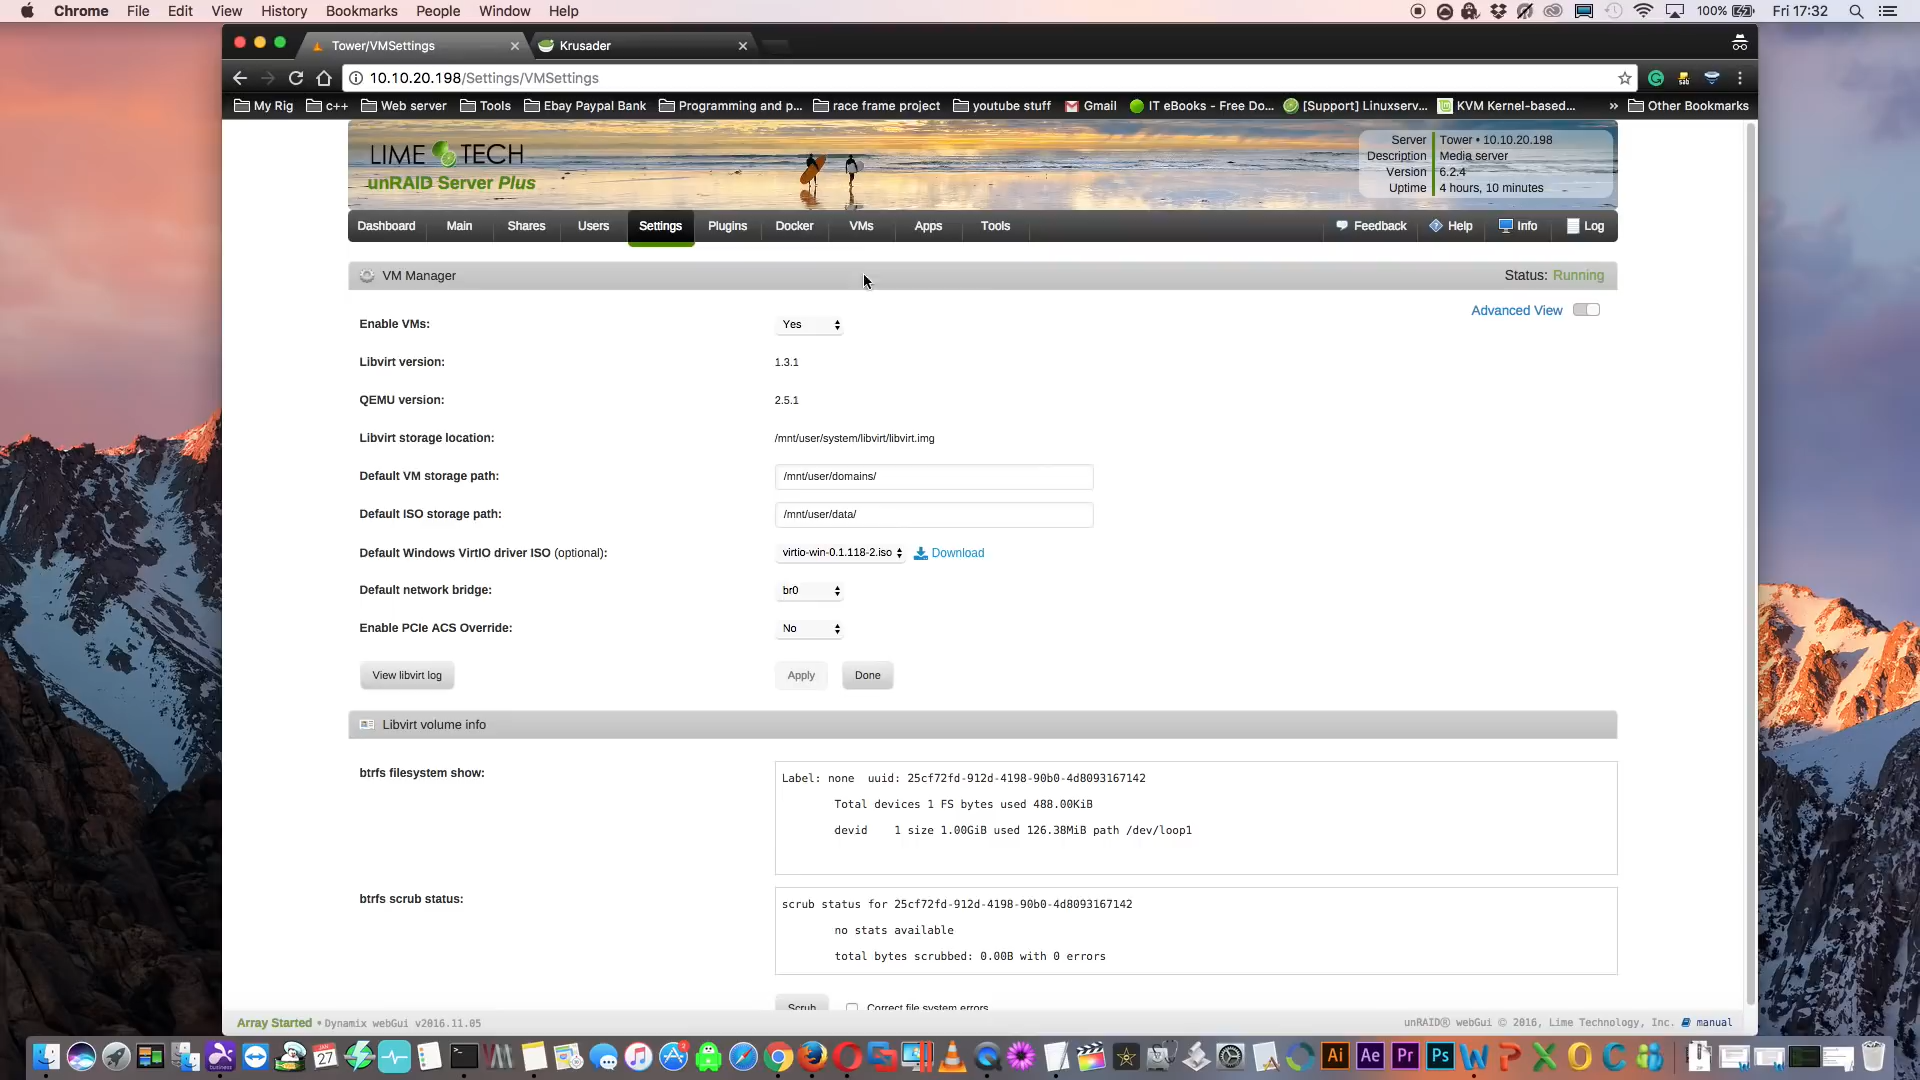 Chrome File Edit View History Bookmarks People Window Help 100% Fri 17:32
Tower/VMSettings Krusader
10.10.20.198/Settings/VMSettings
My Rig c++ Web server Tools Ebay Paypal Bank Programming and p... race frame project youtube stuff Gmail IT eBooks - Free Do... [Support] Linuxserv... KVM Kernel-based... » Other Bookmarks
LIME TECH
unRAID Server Plus
Server Tower • 10.10.20.198
Description Media server
Version 6.2.4
Uptime 4 hours, 10 minutes
Dashboard Main Shares Users Settings Plugins Docker VMs Apps Tools Feedback Help Info Log
VM Manager Status: Running
Advanced View
Enable VMs: Yes
Libvirt version: 1.3.1
QEMU version: 2.5.1
Libvirt storage location: /mnt/user/system/libvirt/libvirt.img
Default VM storage path: /mnt/user/domains/
Default ISO storage path: /mnt/user/data/
Default Windows VirtIO driver ISO (optional): virtio-win-0.1.118-2.iso Download
Default network bridge: br0
Enable PCIe ACS Override: No
View libvirt log Apply Done
Libvirt volume info
btrfs filesystem show: Label: none uuid: 25cf72fd-912d-4198-90b0-4d8093167142
Total devices 1 FS bytes used 488.00KiB
devid 1 size 1.00GiB used 126.38MiB path /dev/loop1
btrfs scrub status: scrub status for 25cf72fd-912d-4198-90b0-4d8093167142
no stats available
total bytes scrubbed: 0.00B with 0 errors
Scrub Correct file system errors
Array Started • Dynamix webGui v2016.11.05 unRAID® webGui © 2016, Lime Technology, Inc. manual
JAN 27 Ai Ae Pr Ps